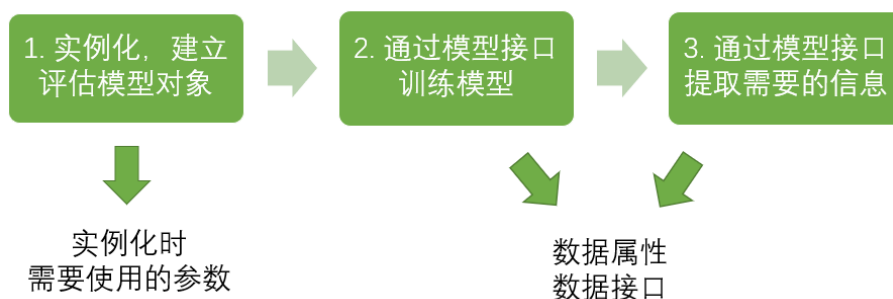 1. 实例化，建立
评估模型对象
2. 通过模型接口
训练模型
3. 通过模型接口
提取需要的信息
实例化时
需要使用的参数
数据属性
数据接口